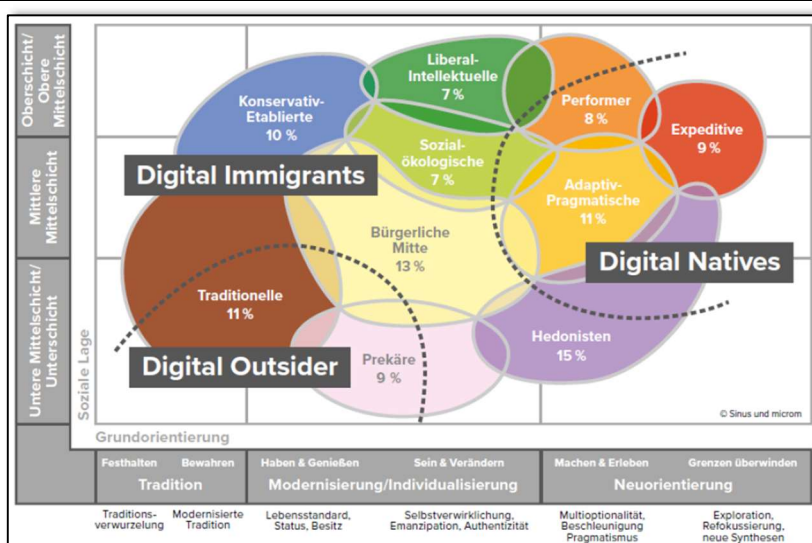 Oberschicht/
Obere
Mittelschicht
Mittlere
Mittelschicht
Untere Mittelschicht/
Unterschicht
Soziale Lage
Konservativ-
Etablierte
10 %
Liberal-
Intellektuelle
7 %
Performer
8 %
Expeditive
9 %
Sozial-
ökologische
7 %
Adaptiv-
Pragmatische
11 %
Digital Immigrants
Bürgerliche
Mitte
13 %
Digital Natives
Traditionelle
11 %
Hedonisten
15 %
Digital Outsider
Prekäre
9 %
© Sinus und microm
Grundorientierung
Festhalten Bewahren
Tradition
Haben & Genießen Sein & Verändern
Modernisierung/Individualisierung
Machen & Erleben Grenzen überwinden
Neuorientierung
Traditions-
verwurzelung
Modernisierte
Tradition
Lebensstandard,
Status, Besitz
Selbstverwirklichung,
Emanzipation, Authentizität
Multioptionalität,
Beschleunigung
Pragmatismus
Exploration,
Refokussierung,
neue Synthesen